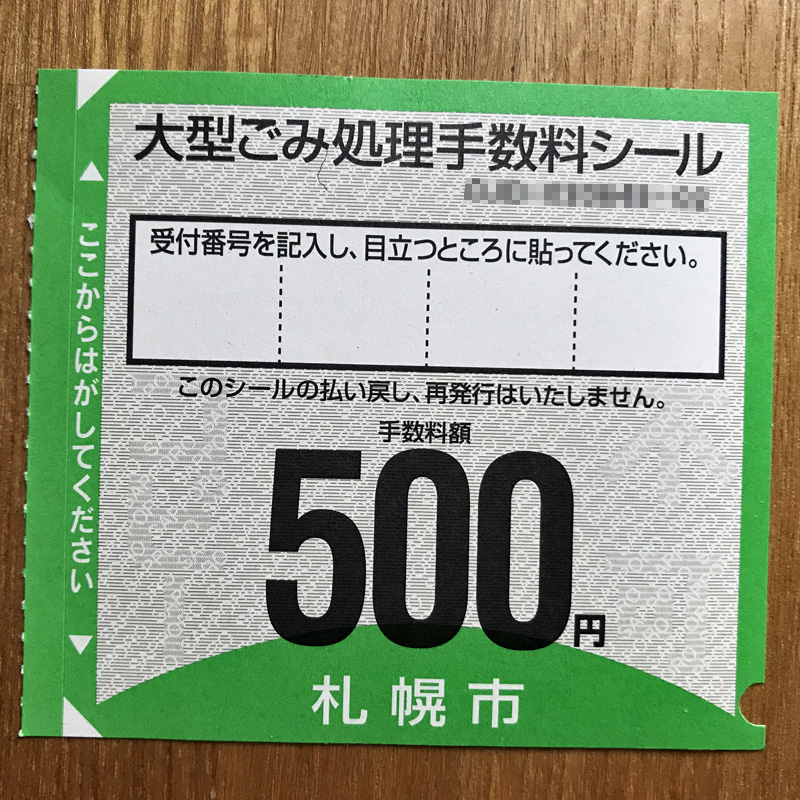 大型ごみ処理手数料シール
受付番号を記入し、目立つところに貼ってください。
このシールの払い戻し、再発行はいたしません。
手数料額
500円
札幌市
ここからはがしてください